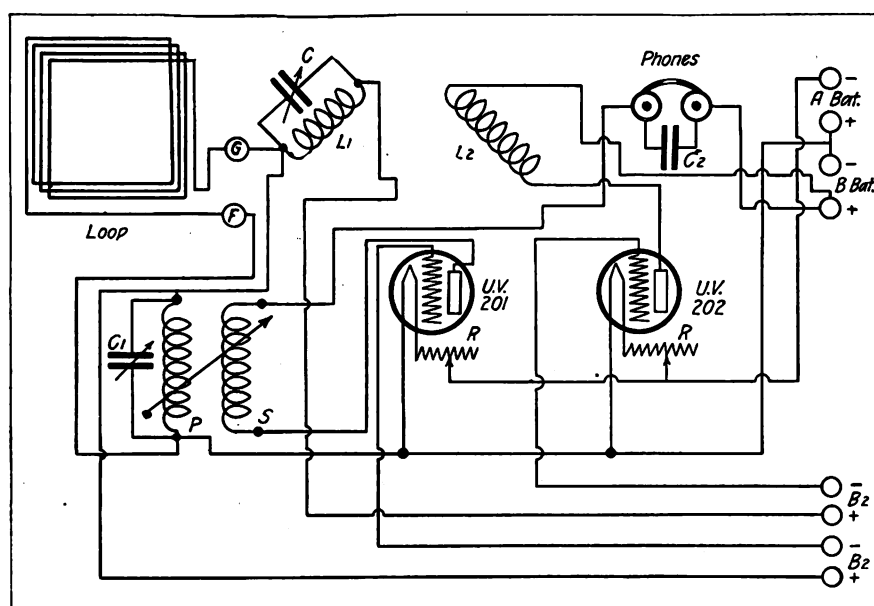 C
Phones
A Bat.
-
+
-
B Bat.
+
G
L1
L2
C2
F
Loop
U.V.
201
U.V.
202
R
R
C1
P
S
-
B2
+
-
B2
+